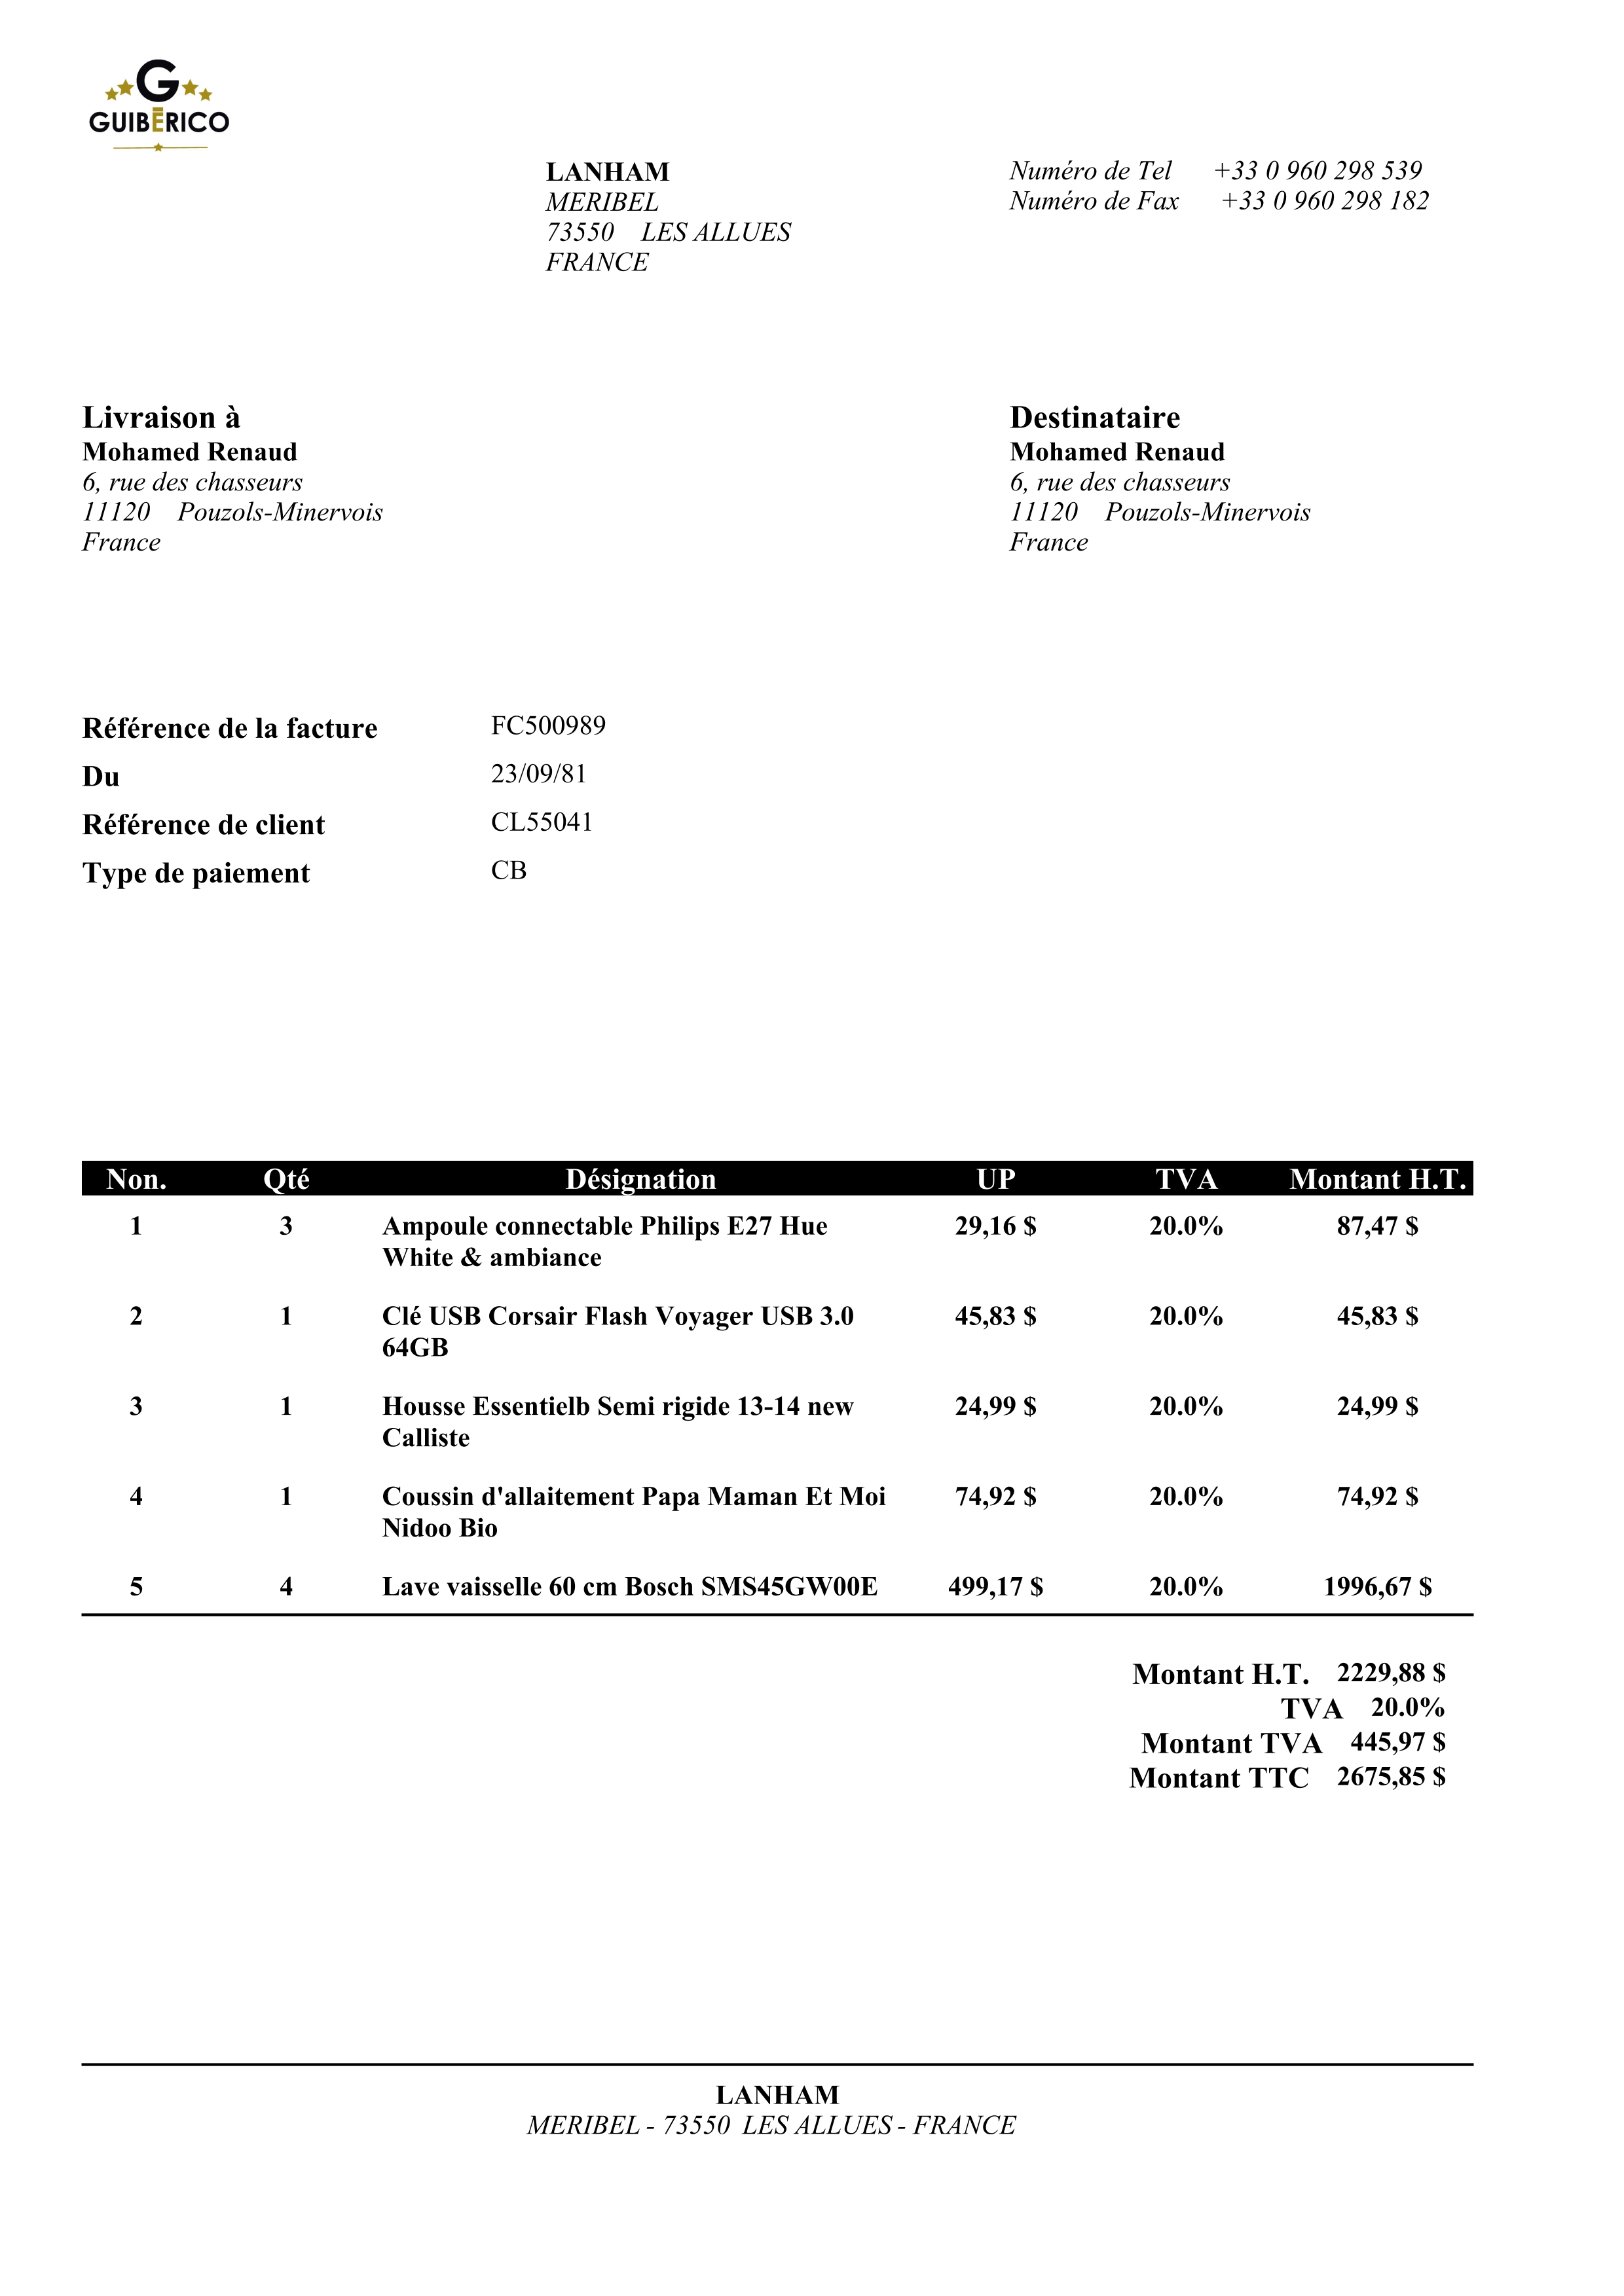 G
GUIBERICO
LANHAM
MERIBEL
73550 LES ALLUES
FRANCE
Numéro de Tel +33 0 960 298 539
Numéro de Fax +33 0 960 298 182
Livraison à
Mohamed Renaud
6, rue des chasseurs
11120 Pouzols-Minervois
France
Destinataire
Mohamed Renaud
6, rue des chasseurs
11120 Pouzols-Minervois
France
Référence de la facture FC500989
Du 23/09/81
Référence de client CL55041
Type de paiement CB
Non. Qté Désignation UP TVA Montant H.T.
1 3 Ampoule connectable Philips E27 Hue 29,16 $ 20.0% 87,47 $
White & ambiance
2 1 Clé USB Corsair Flash Voyager USB 3.0 45,83 $ 20.0% 45,83 $
64GB
3 1 Housse Essentielb Semi rigide 13-14 new 24,99 $ 20.0% 24,99 $
Calliste
4 1 Coussin d'allaitement Papa Maman Et Moi 74,92 $ 20.0% 74,92 $
Nidoo Bio
5 4 Lave vaisselle 60 cm Bosch SMS45GW00E 499,17 $ 20.0% 1996,67 $
Montant H.T. 2229,88 $
TVA 20.0%
Montant TVA 445,97 $
Montant TTC 2675,85 $
LANHAM
MERIBEL - 73550 LES ALLUES - FRANCE